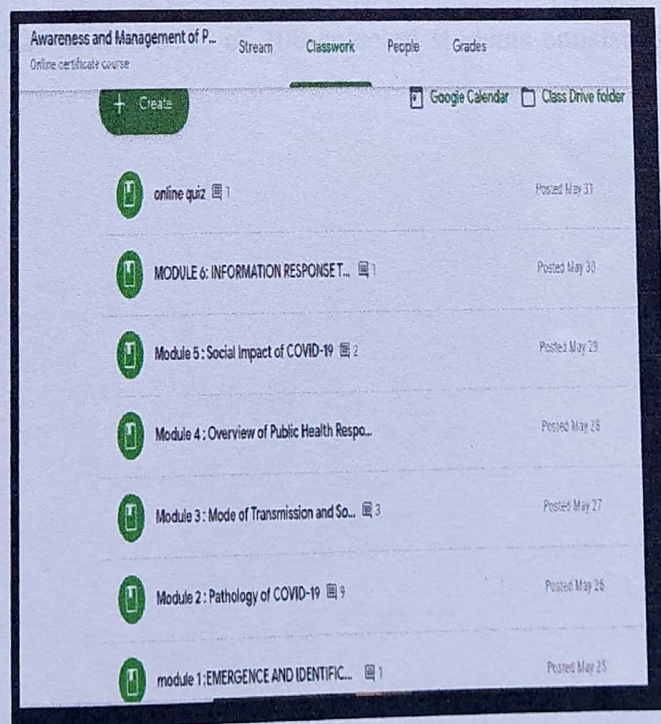 Awareness and Management of P...
Online certificate course
Stream Classwork People Grades
+ Create
Google Calendar Class Drive folder
online quiz 1 Posted May 31
MODULE 6: INFORMATION RESPONSE T... 1 Posted May 30
Module 5 : Social Impact of COVID-19 2 Posted May 29
Module 4 : Overview of Public Health Respo... Posted May 28
Module 3 : Mode of Transmission and So... 3 Posted May 27
Module 2 : Pathology of COVID-19 9 Posted May 26
module 1 :EMERGENCE AND IDENTIFIC... 1 Posted May 25